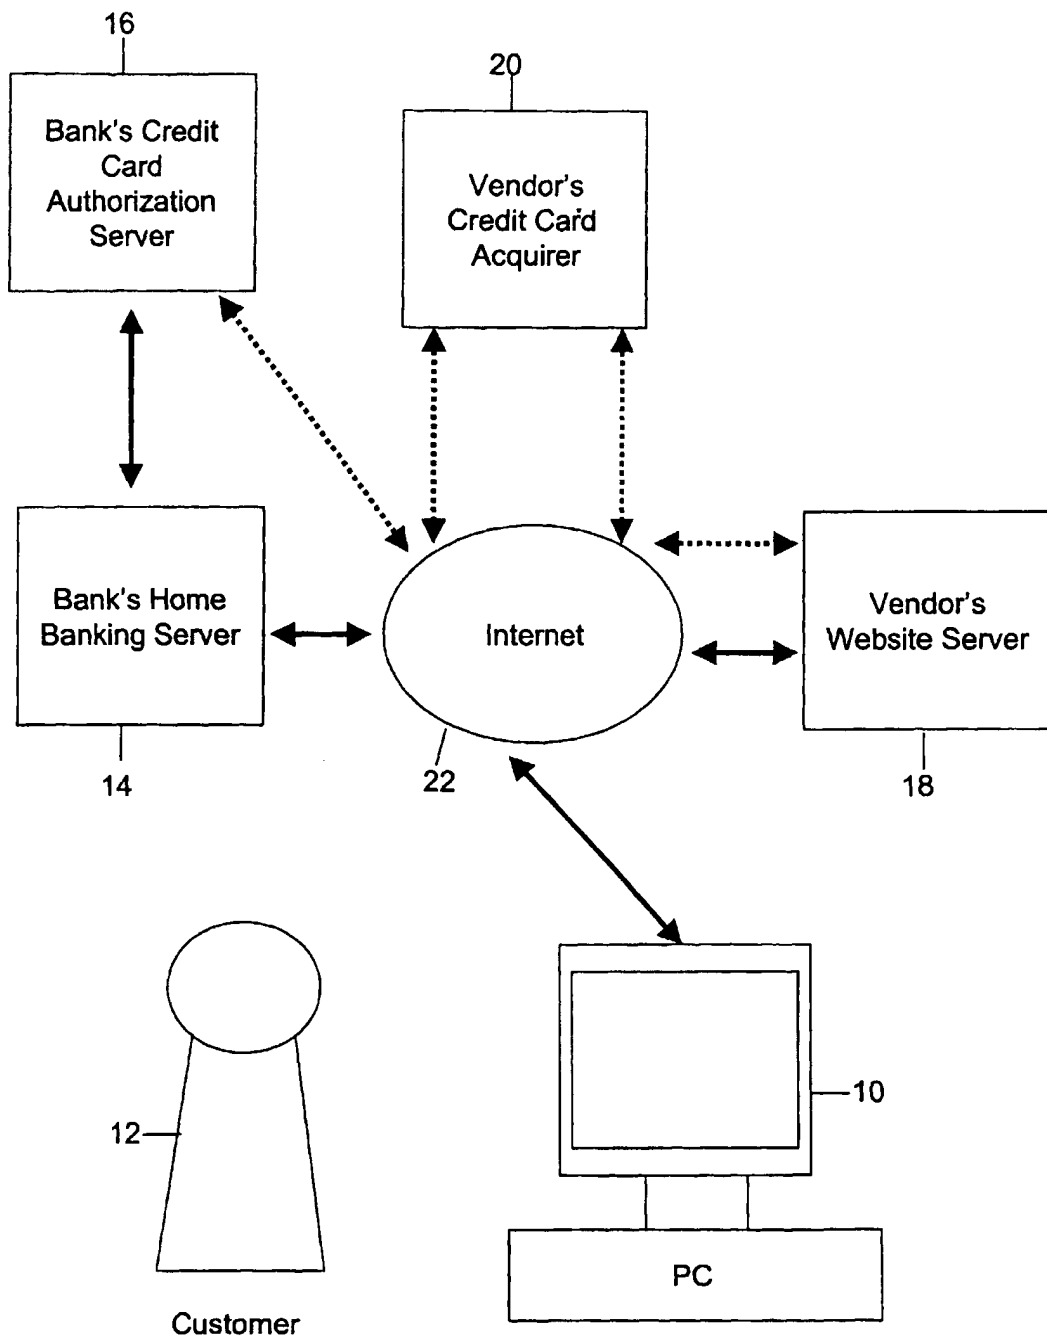 16
Bank's Credit
Card
Authorization
Server
20
Vendor's
Credit Card
Acquirer
Bank's Home
Banking Server
14
Internet
22
Vendor's
Website Server
18
12
Customer
10
PC